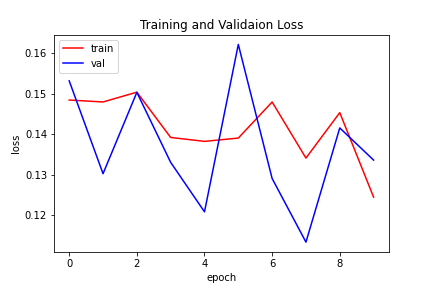 Training and Validaion Loss
train
val
0.16
0.15
0.14
0.13
0.12
loss
0 2 4 6 8
epoch